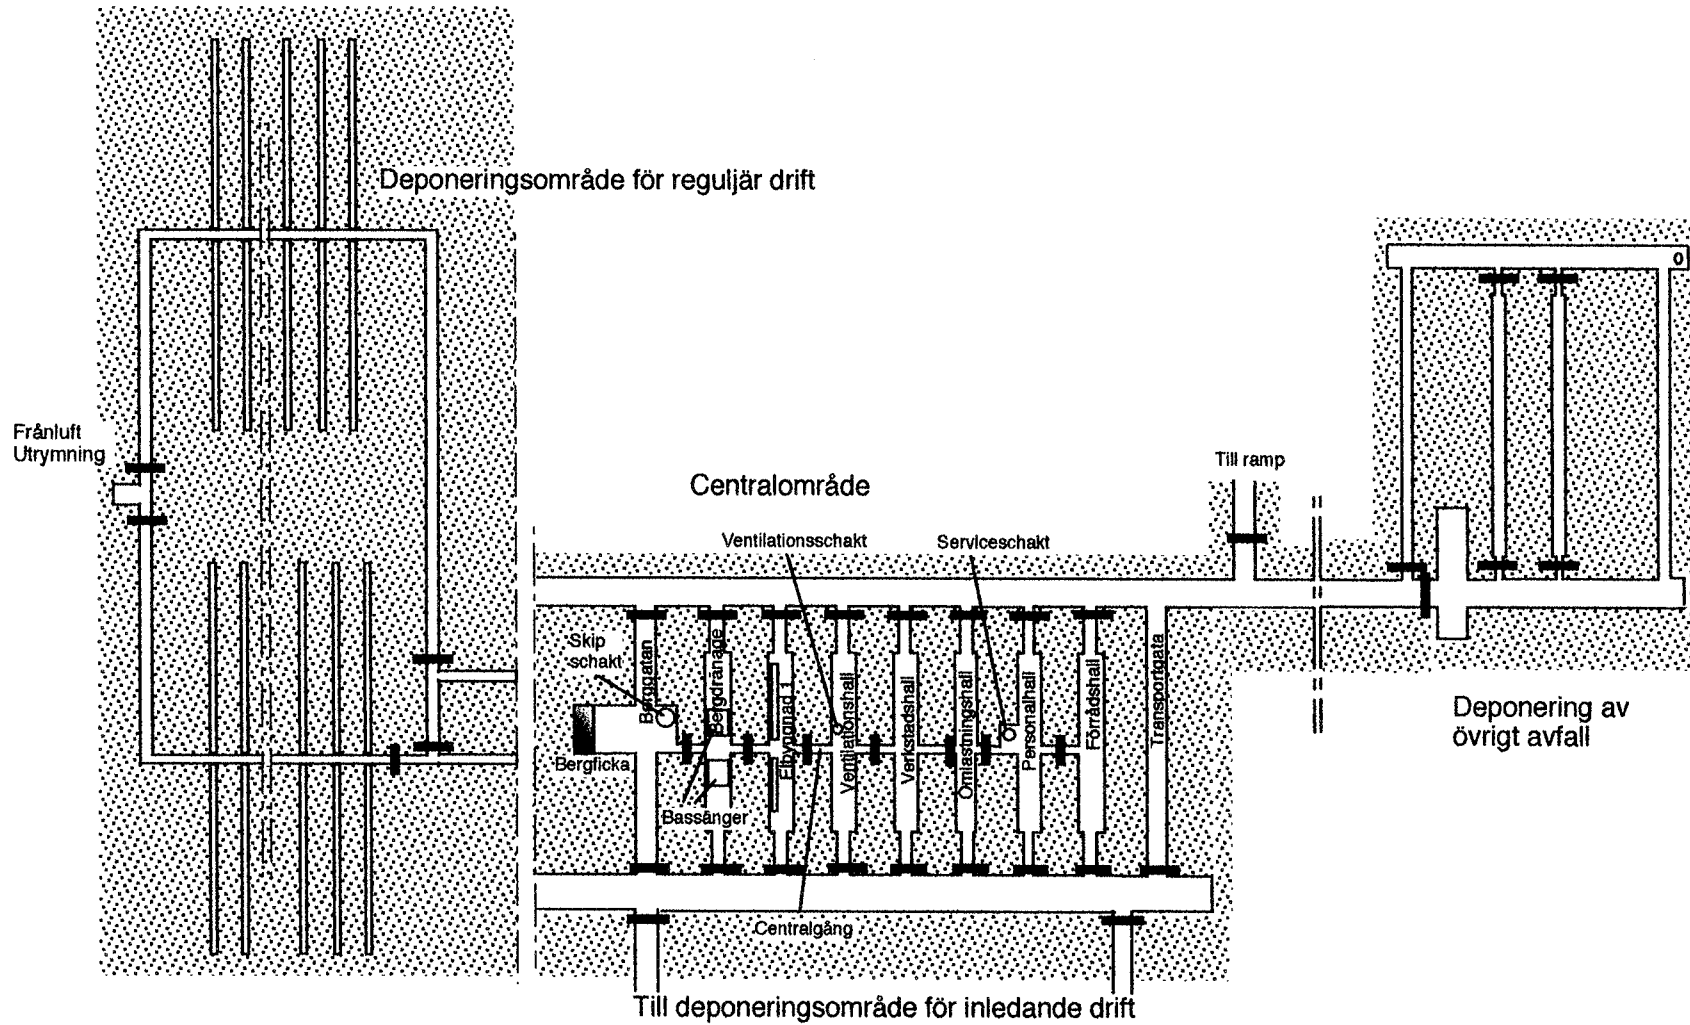 Deponeringsområde för reguljär drift
Frånluft
Utrymning
Centralområde
Till ramp
Ventilationsschakt
Serviceschakt
Skip
schakt
Berggatan
Bergdränage
Elbyggnad 1
Ventilationshall
Verkstadshall
Omlastningshall
Personalhall
Förrådshall
Transportgata
Bergficka
Bassänger
Centralgång
Deponering av
övrigt avfall
Till deponeringsområde för inledande drift
0